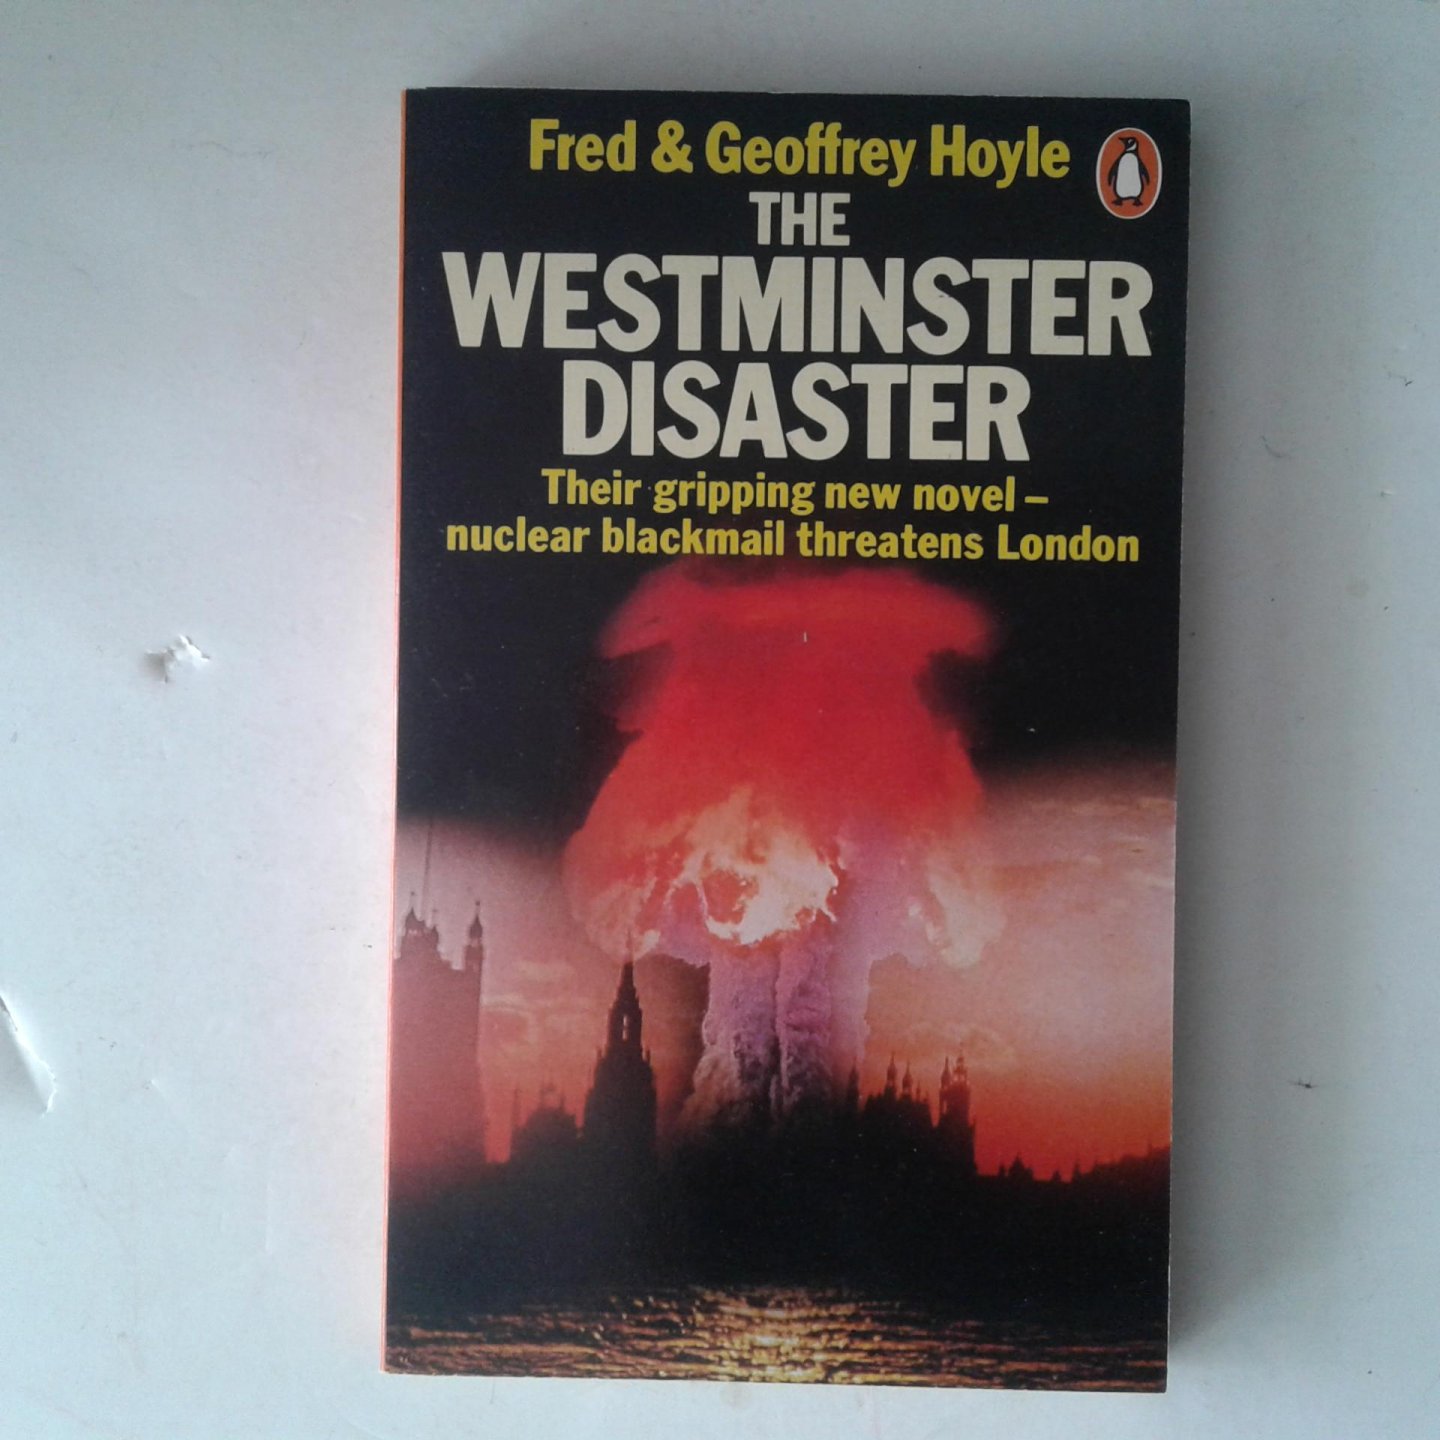 Fred & Geoffrey Hoyle
THE
WESTMINSTER
DISASTER
Their gripping new novel –
nuclear blackmail threatens London